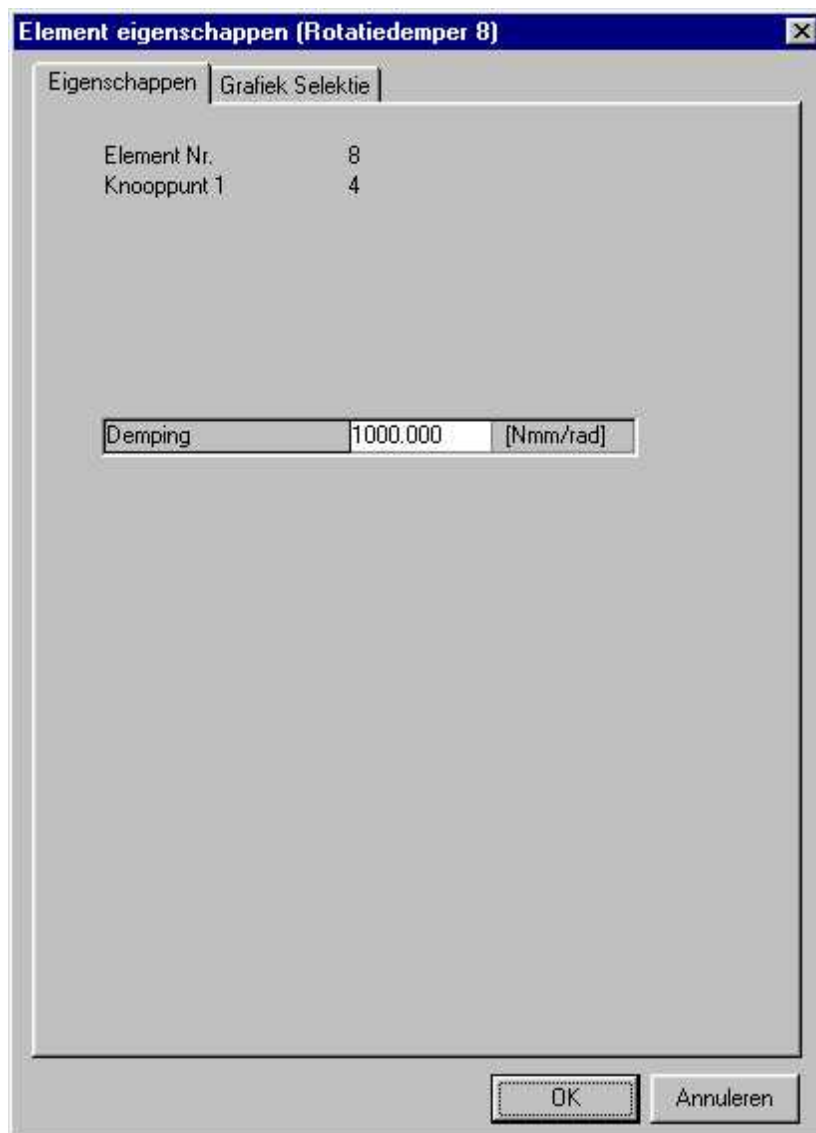 Element eigenschappen (Rotatiedemper 8)
Eigenschappen Grafiek Selektie
Element Nr. 8
Knooppunt 1 4
Demping 1000.000 [Nmm/rad]
OK Annuleren